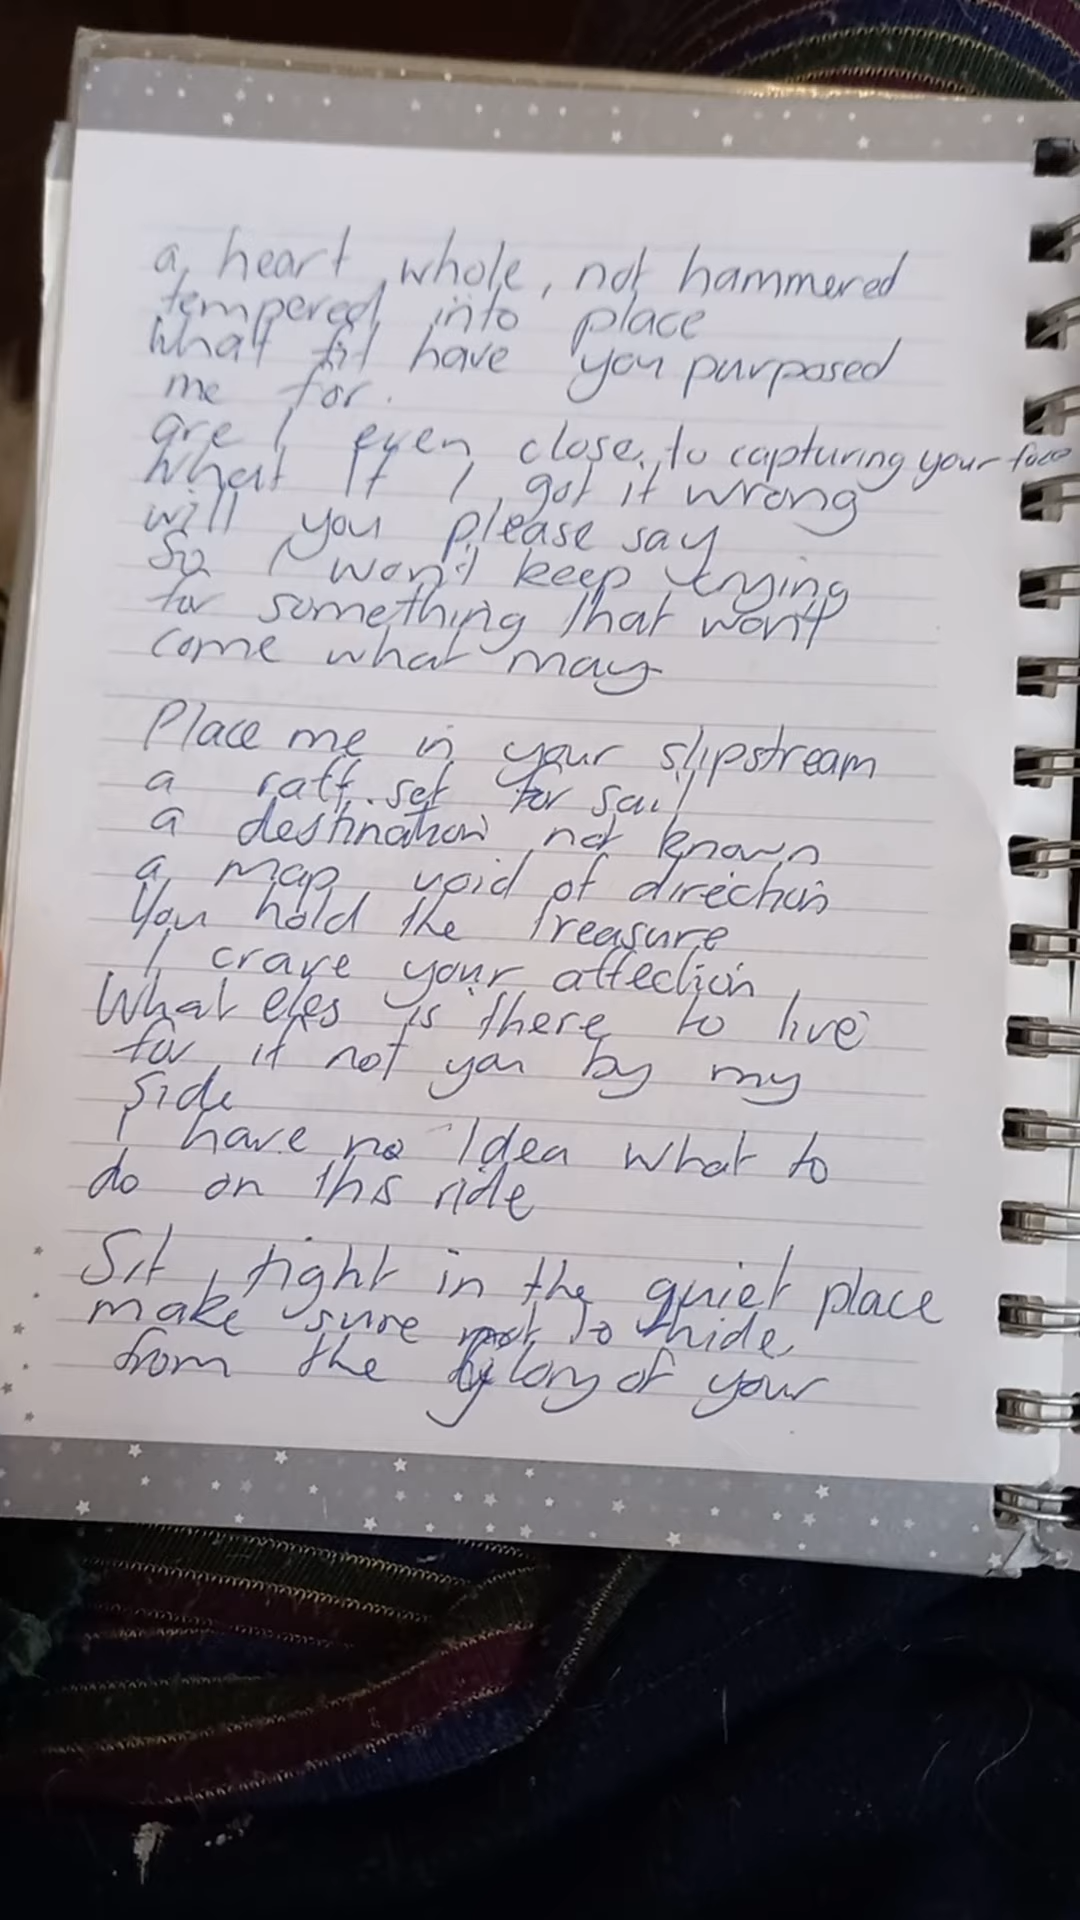 a heart whole, not hammered
tempered into place
What fit have you purposed
me for.
are I even close to capturing your face
What If I got it wrong
will you please say
So I won't keep trying
for something that won't
come what may
Place me in your slipstream
a raft set for sail
a destination not known
a map void of direction
You hold the treasure
I crave your affection
What eles is there to live
for if not you by my
side
I have no Idea what to
do on this ride
Sit tight in the quiet place
make sure not to hide
from the glory of your